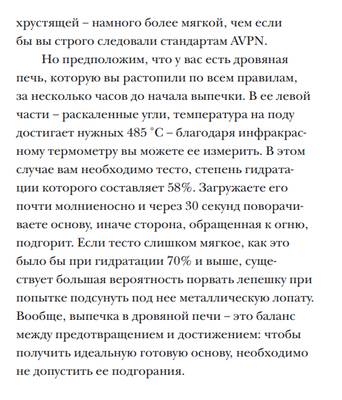 хрустящей – намного более мягкой, чем если
бы вы строго следовали стандартам AVPN.
Но предположим, что у вас есть дровяная
печь, которую вы растопили по всем правилам,
за несколько часов до начала выпечки. В ее левой
части – раскаленные угли, температура на поду
достигает нужных 485 °C – благодаря инфракрас-
ному термометру вы можете ее измерить. В этом
случае вам необходимо тесто, степень гидрата-
ции которого составляет 58%. Загружаете его
почти молниеносно и через 30 секунд поворачи-
ваете основу, иначе сторона, обращенная к огню,
подгорит. Если тесто слишком мягкое, как это
было бы при гидратации 70% и выше, суще-
ствует большая вероятность порвать лепешку при
попытке подсунуть под нее металлическую лопату.
Вообще, выпечка в дровяной печи – это баланс
между предотвращением и достижением: чтобы
получить идеальную готовую основу, необходимо
не допустить ее подгорания.